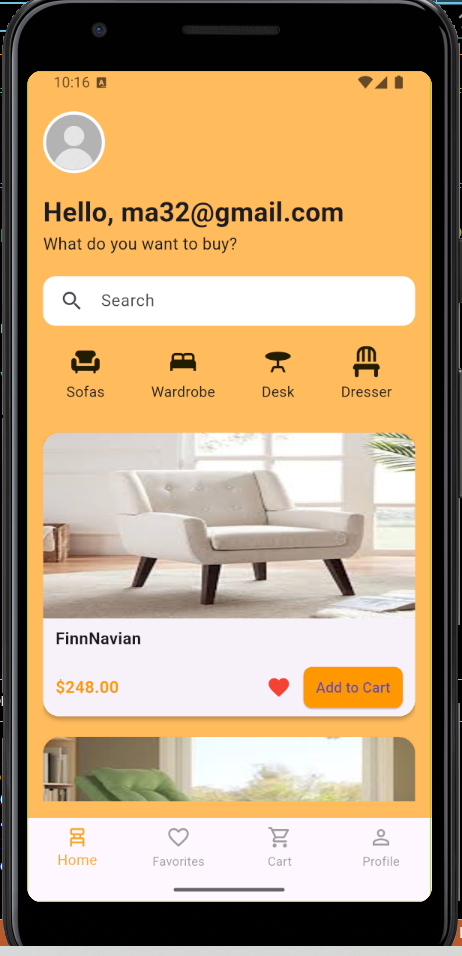 10:16 A
Hello, ma32@gmail.com
What do you want to buy?
Search
Sofas Wardrobe Desk Dresser
FinnNavian
$248.00 Add to Cart
Home Favorites Cart Profile